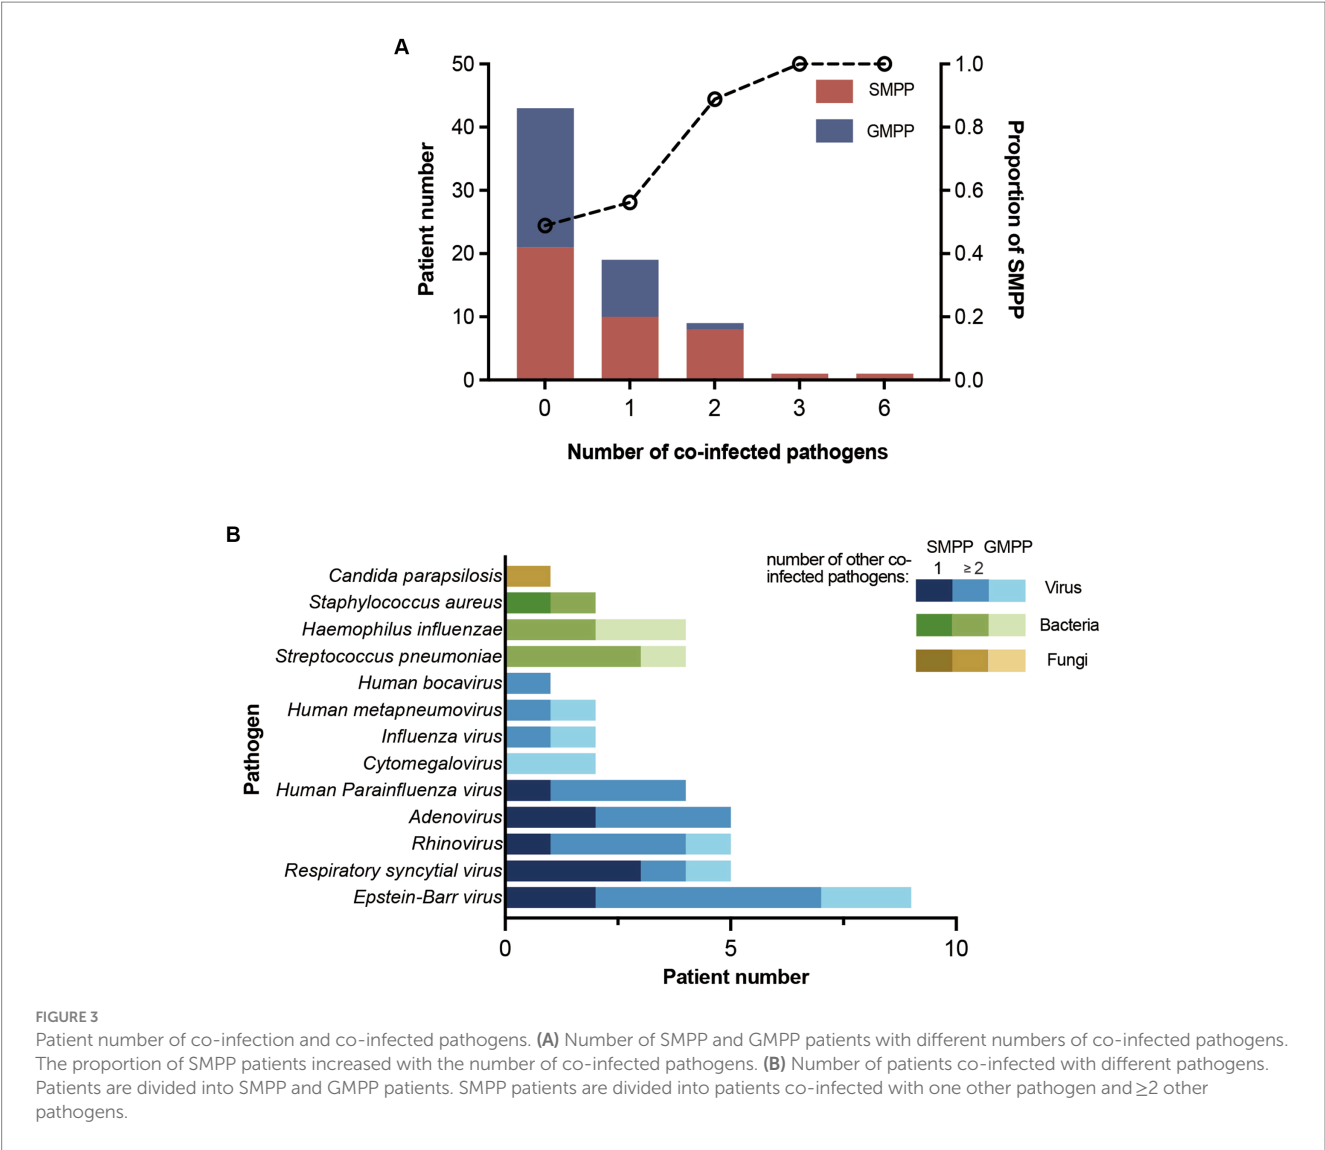 A
50
40
30
20
10
0
Patient number
1.0
0.8
0.6
0.4
0.2
0.0
Proportion of SMPP
SMPP
GMPP
0 1 2 3 6
Number of co-infected pathogens
B
number of other co-
infected pathogens:
SMPP GMPP
1 ≥2
Virus
Bacteria
Fungi
Pathogen
Candida parapsilosis
Staphylococcus aureus
Haemophilus influenzae
Streptococcus pneumoniae
Human bocavirus
Human metapneumovirus
Influenza virus
Cytomegalovirus
Human Parainfluenza virus
Adenovirus
Rhinovirus
Respiratory syncytial virus
Epstein-Barr virus
0 5 10
Patient number
FIGURE 3
Patient number of co-infection and co-infected pathogens. (A) Number of SMPP and GMPP patients with different numbers of co-infected pathogens.
The proportion of SMPP patients increased with the number of co-infected pathogens. (B) Number of patients co-infected with different pathogens.
Patients are divided into SMPP and GMPP patients. SMPP patients are divided into patients co-infected with one other pathogen and ≥2 other
pathogens.